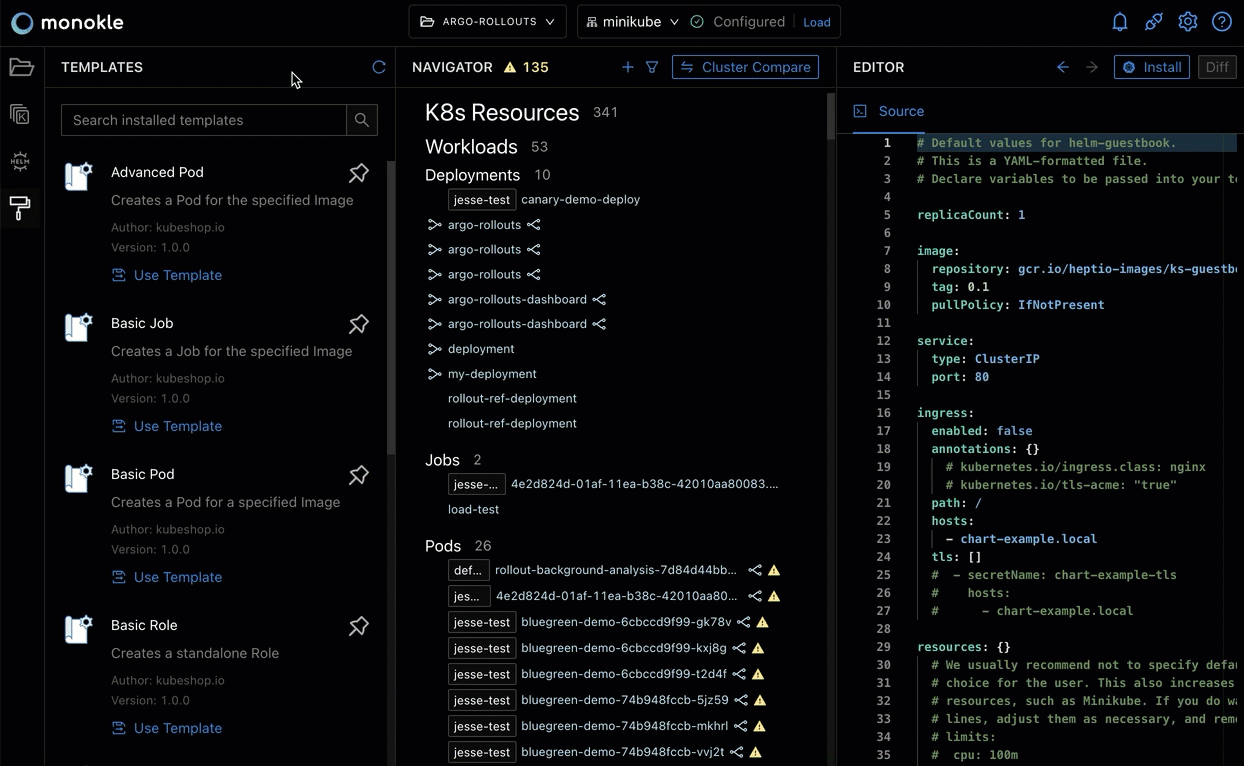 monokle
ARGO-ROLLOUTS
minikube Configured Load
TEMPLATES
Search installed templates
Advanced Pod
Creates a Pod for the specified Image
Author: kubeshop.io
Version: 1.0.0
Use Template
Basic Job
Creates a Job for the specified Image
Author: kubeshop.io
Version: 1.0.0
Use Template
Basic Pod
Creates a Pod for a specified Image
Author: kubeshop.io
Version: 1.0.0
Use Template
Basic Role
Creates a standalone Role
Author: kubeshop.io
Version: 1.0.0
Use Template
HELM
NAVIGATOR 135
Cluster Compare
K8s Resources 341
Workloads 53
Deployments 10
jesse-test canary-demo-deploy
argo-rollouts
argo-rollouts
argo-rollouts
argo-rollouts-dashboard
argo-rollouts-dashboard
deployment
my-deployment
rollout-ref-deployment
rollout-ref-deployment
Jobs 2
jesse-... 4e2d824d-01af-11ea-b38c-42010aa80083....
load-test
Pods 26
def... rollout-background-analysis-7d84d44bb...
jes... 4e2d824d-01af-11ea-b38c-42010aa80...
jesse-test bluegreen-demo-6cbccd9f99-gk78v
jesse-test bluegreen-demo-6cbccd9f99-kxj8g
jesse-test bluegreen-demo-6cbccd9f99-t2d4f
jesse-test bluegreen-demo-74b948fccb-5jz59
jesse-test bluegreen-demo-74b948fccb-mkhrl
jesse-test bluegreen-demo-74b948fccb-vvj2t
EDITOR
Install
Diff
Source
1 # Default values for helm-guestbook.
2 # This is a YAML-formatted file.
3 # Declare variables to be passed into your te
4
5 replicaCount: 1
6
7 image:
8 repository: gcr.io/heptio-images/ks-guestbo
9 tag: 0.1
10 pullPolicy: IfNotPresent
11
12 service:
13 type: ClusterIP
14 port: 80
15
16 ingress:
17 enabled: false
18 annotations: {}
19 # kubernetes.io/ingress.class: nginx
20 # kubernetes.io/tls-acme: "true"
21 path: /
22 hosts:
23 - chart-example.local
24 tls: []
25 # - secretName: chart-example-tls
26 # hosts:
27 # - chart-example.local
28
29 resources: {}
30 # We usually recommend not to specify defau
31 # choice for the user. This also increases
32 # resources, such as Minikube. If you do wa
33 # lines, adjust them as necessary, and remo
34 # limits:
35 # cpu: 100m